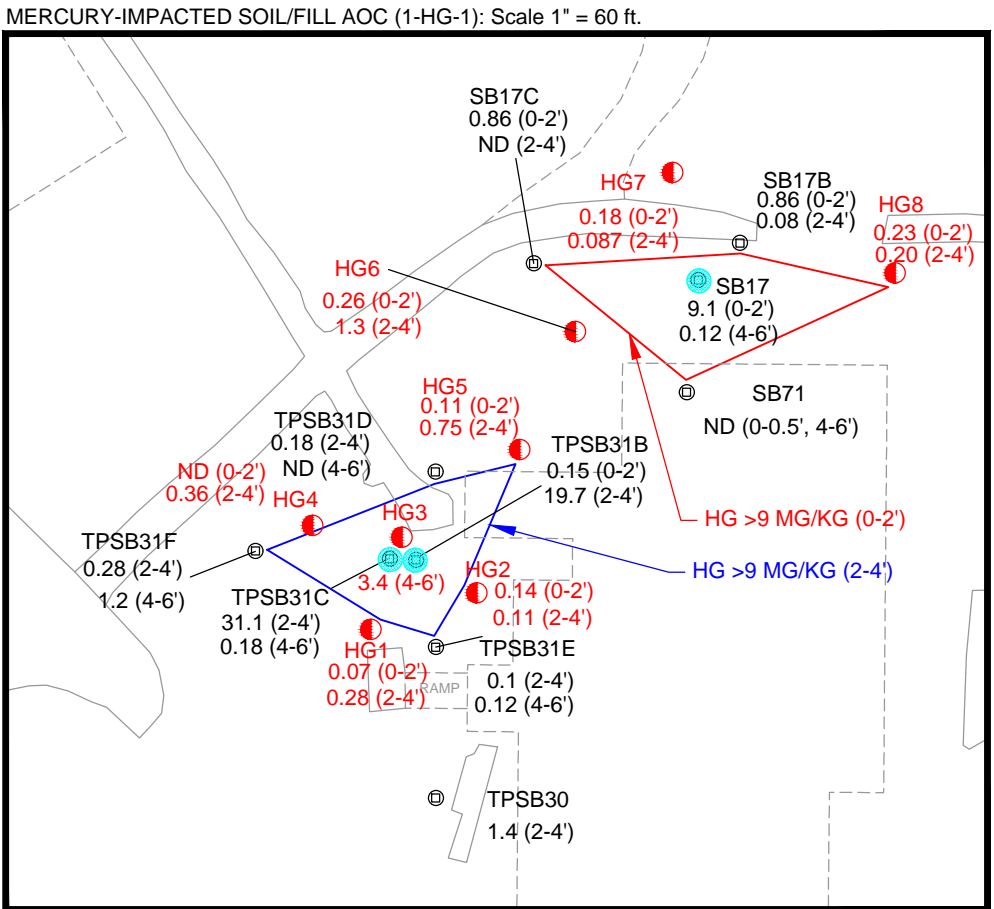 MERCURY-IMPACTED SOIL/FILL AOC (1-HG-1): Scale 1" = 60 ft.
SB17C
0.86 (0-2')
ND (2-4')
HG7
0.18 (0-2')
0.087 (2-4')
SB17B
0.86 (0-2')
0.08 (2-4')
HG8
0.23 (0-2')
0.20 (2-4')
HG6
0.26 (0-2')
1.3 (2-4')
SB17
9.1 (0-2')
0.12 (4-6')
HG5
0.11 (0-2')
0.75 (2-4')
SB71
ND (0-0.5', 4-6')
TPSB31D
0.18 (2-4')
ND (4-6')
TPSB31B
0.15 (0-2')
19.7 (2-4')
ND (0-2')
0.36 (2-4')
HG4
HG3
3.4 (4-6')
HG >9 MG/KG (0-2')
TPSB31F
0.28 (2-4')
1.2 (4-6')
HG >9 MG/KG (2-4')
HG2
0.14 (0-2')
0.11 (2-4')
TPSB31C
31.1 (2-4')
0.18 (4-6')
HG1
0.07 (0-2')
0.28 (2-4')
RAMP
TPSB31E
0.1 (2-4')
0.12 (4-6')
TPSB30
1.4 (2-4')